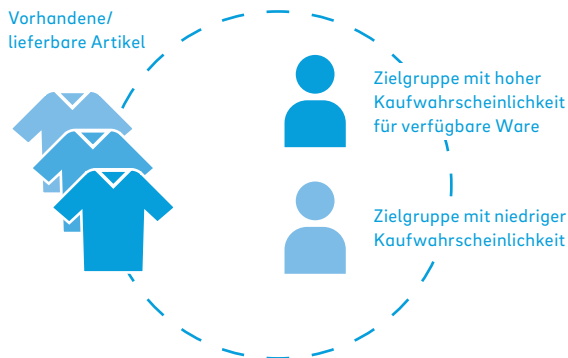 Vorhandene/
lieferbare Artikel
Zielgruppe mit hoher
Kaufwahrscheinlichkeit
für verfügbare Ware
Zielgruppe mit niedriger
Kaufwahrscheinlichkeit